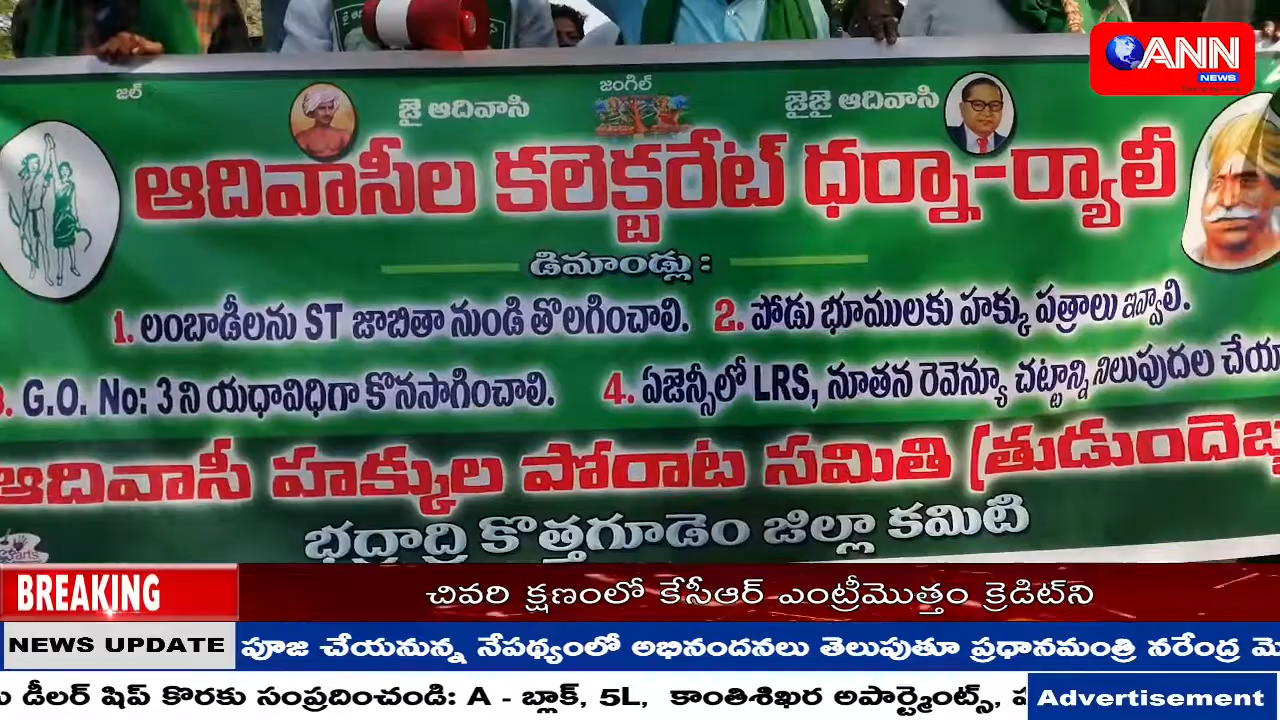 ANN
NEWS
జల్
జంగిల్
జై ఆదివాసి
జైజై ఆదివాసి
ఆదివాసీల కలెక్టరేట్ ధర్నా-ర్యాలీ
డిమాండ్లు :
1. లంబాడీలను ST జాబితా నుండి తొలగించాలి. 2. పోడు భూములకు హక్కు పత్రాలు ఇవ్వాలి.
3. G.O. No: 3 ని యధావిధిగా కొనసాగించాలి. 4. ఏజెన్సీలో LRS, నూతన రెవెన్యూ చట్టాన్ని నిలుపుదల
ఆదివాసీ హక్కుల పోరాట సమితి
భద్రాద్రి కొత్తగూడెం జిల్లా కమిటి
BREAKING
చివరి క్షణంలో కేసీఆర్ ఎంట్రీమొత్తం క్రెడిట్‌ని
NEWS UPDATE
పూజ చేయనున్న నేపథ్యంలో అభినందనలు తెలుపుతూ ప్రధానమంత్రి నరేంద్ర
డీలర్ షిప్ కొరకు సంప్రదించండి: A - బ్లాక్, 5L, కాంతిశిఖర అపార్ట్మెంట్స్,
Advertisement